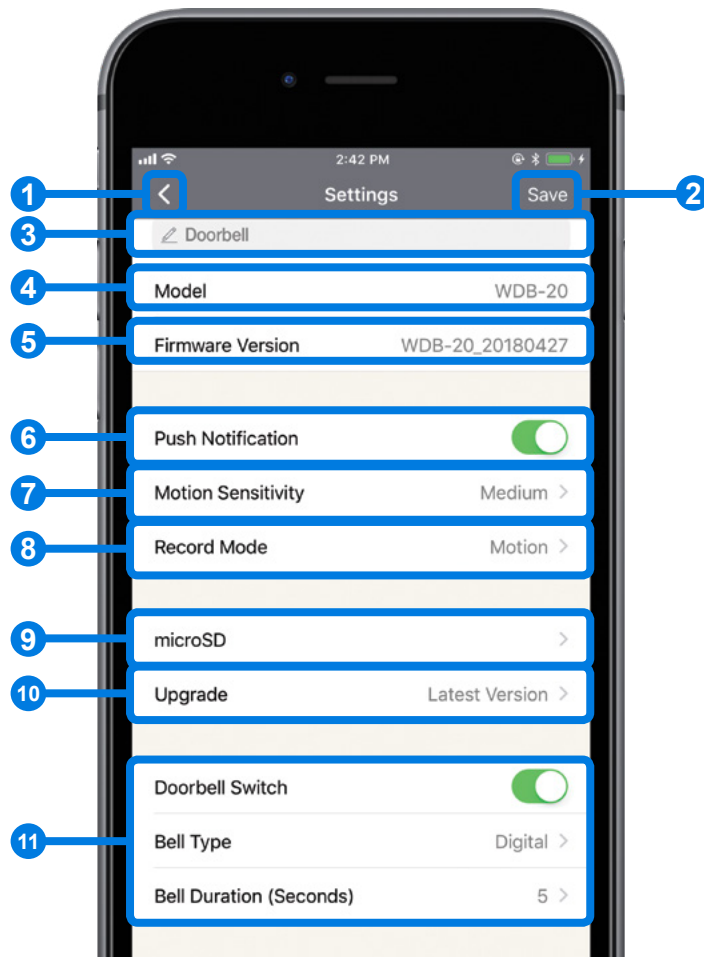 2:42 PM
1 Settings Save 2
3 Doorbell
4 Model WDB-20
5 Firmware Version WDB-20_20180427
6 Push Notification
7 Motion Sensitivity Medium
8 Record Mode Motion
9 microSD
10 Upgrade Latest Version
Doorbell Switch
11 Bell Type Digital
Bell Duration (Seconds) 5